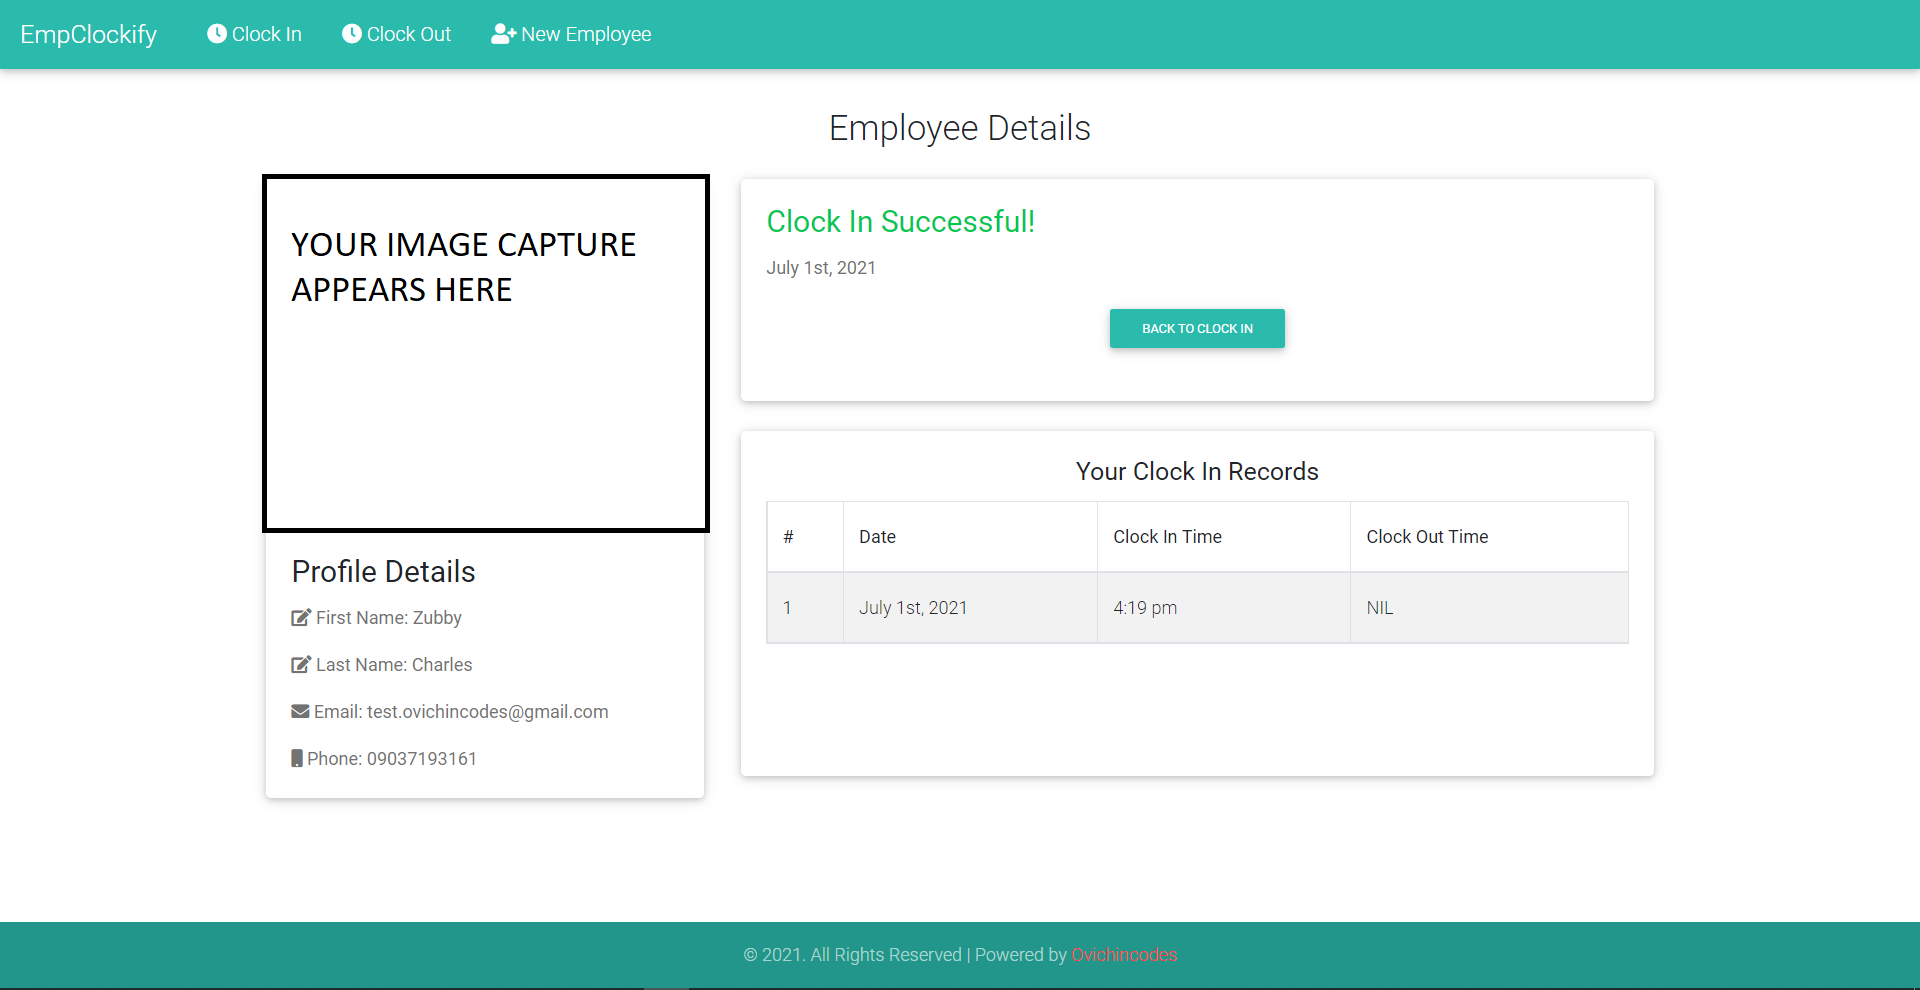 EmpClockify
Clock In
Clock Out
New Employee
Employee Details
YOUR IMAGE CAPTURE
APPEARS HERE
Profile Details
First Name: Zubby
Last Name: Charles
Email: test.ovichincodes@gmail.com
Phone: 09037193161
Clock In Successful!
July 1st, 2021
BACK TO CLOCK IN
Your Clock In Records
# Date Clock In Time Clock Out Time
1 July 1st, 2021 4:19 pm NIL
© 2021. All Rights Reserved | Powered by Ovichincodes